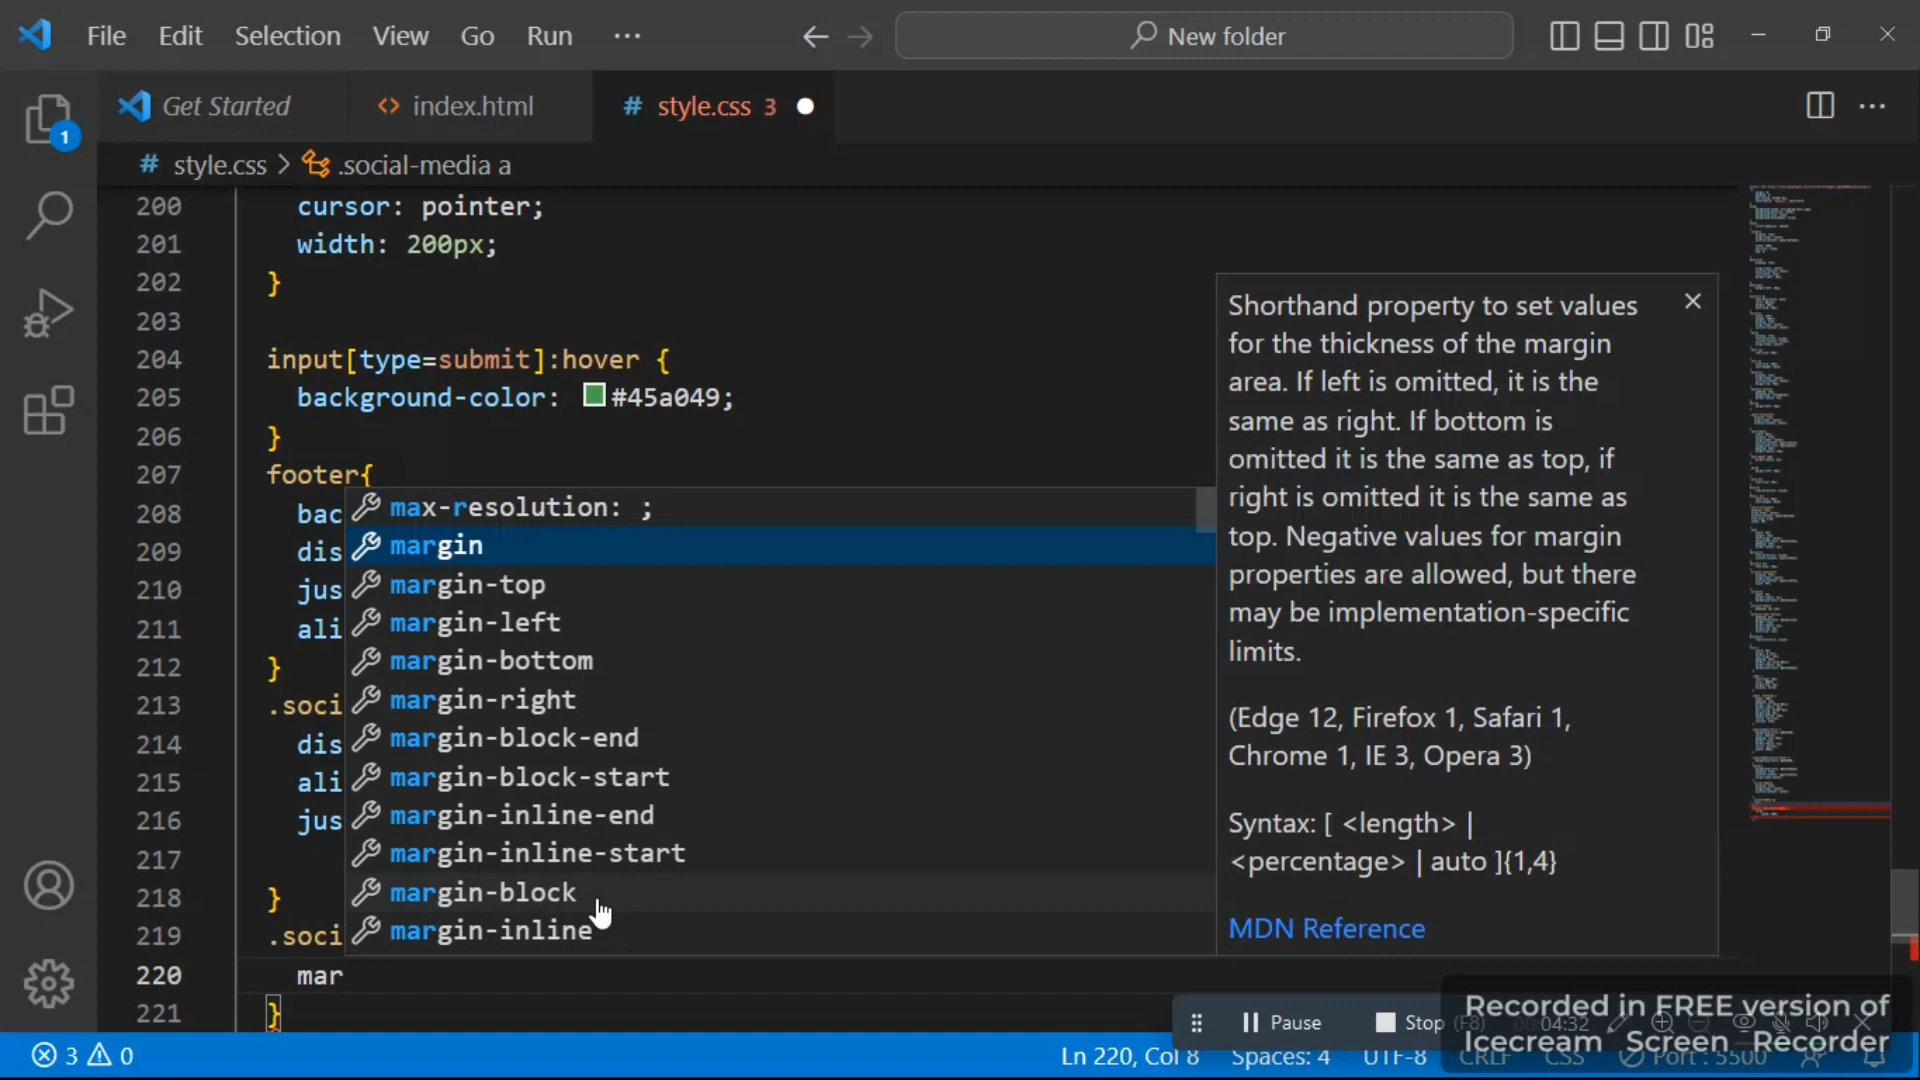 File Edit Selection View Go Run ···
New folder
Get Started
index.html
# style.css 3
1
# style.css > .social-media a
200 cursor: pointer;
201 width: 200px;
202 }
203
204 input[type=submit]:hover {
205 background-color: #45a049;
206 }
207 footer{
208 bac
209 dis
210 jus
211 ali
212 }
213 .soci
214 dis
215 ali
216 jus
217
218 }
219 .soci
220 mar
221 }
max-resolution: ;
margin
margin-top
margin-left
margin-bottom
margin-right
margin-block-end
margin-block-start
margin-inline-end
margin-inline-start
margin-block
margin-inline
Shorthand property to set values
for the thickness of the margin
area. If left is omitted, it is the
same as right. If bottom is
omitted it is the same as top, if
right is omitted it is the same as
top. Negative values for margin
properties are allowed, but there
may be implementation-specific
limits.
(Edge 12, Firefox 1, Safari 1,
Chrome 1, IE 3, Opera 3)
Syntax: [ <length> |
<percentage> | auto ]{1,4}
MDN Reference
Pause Stop (F8) 04:32
Recorded in FREE version of
Icecream Screen Recorder
3 0
Ln 220, Col 8 Spaces: 4 UTF-8 CRLF CSS Port : 5500